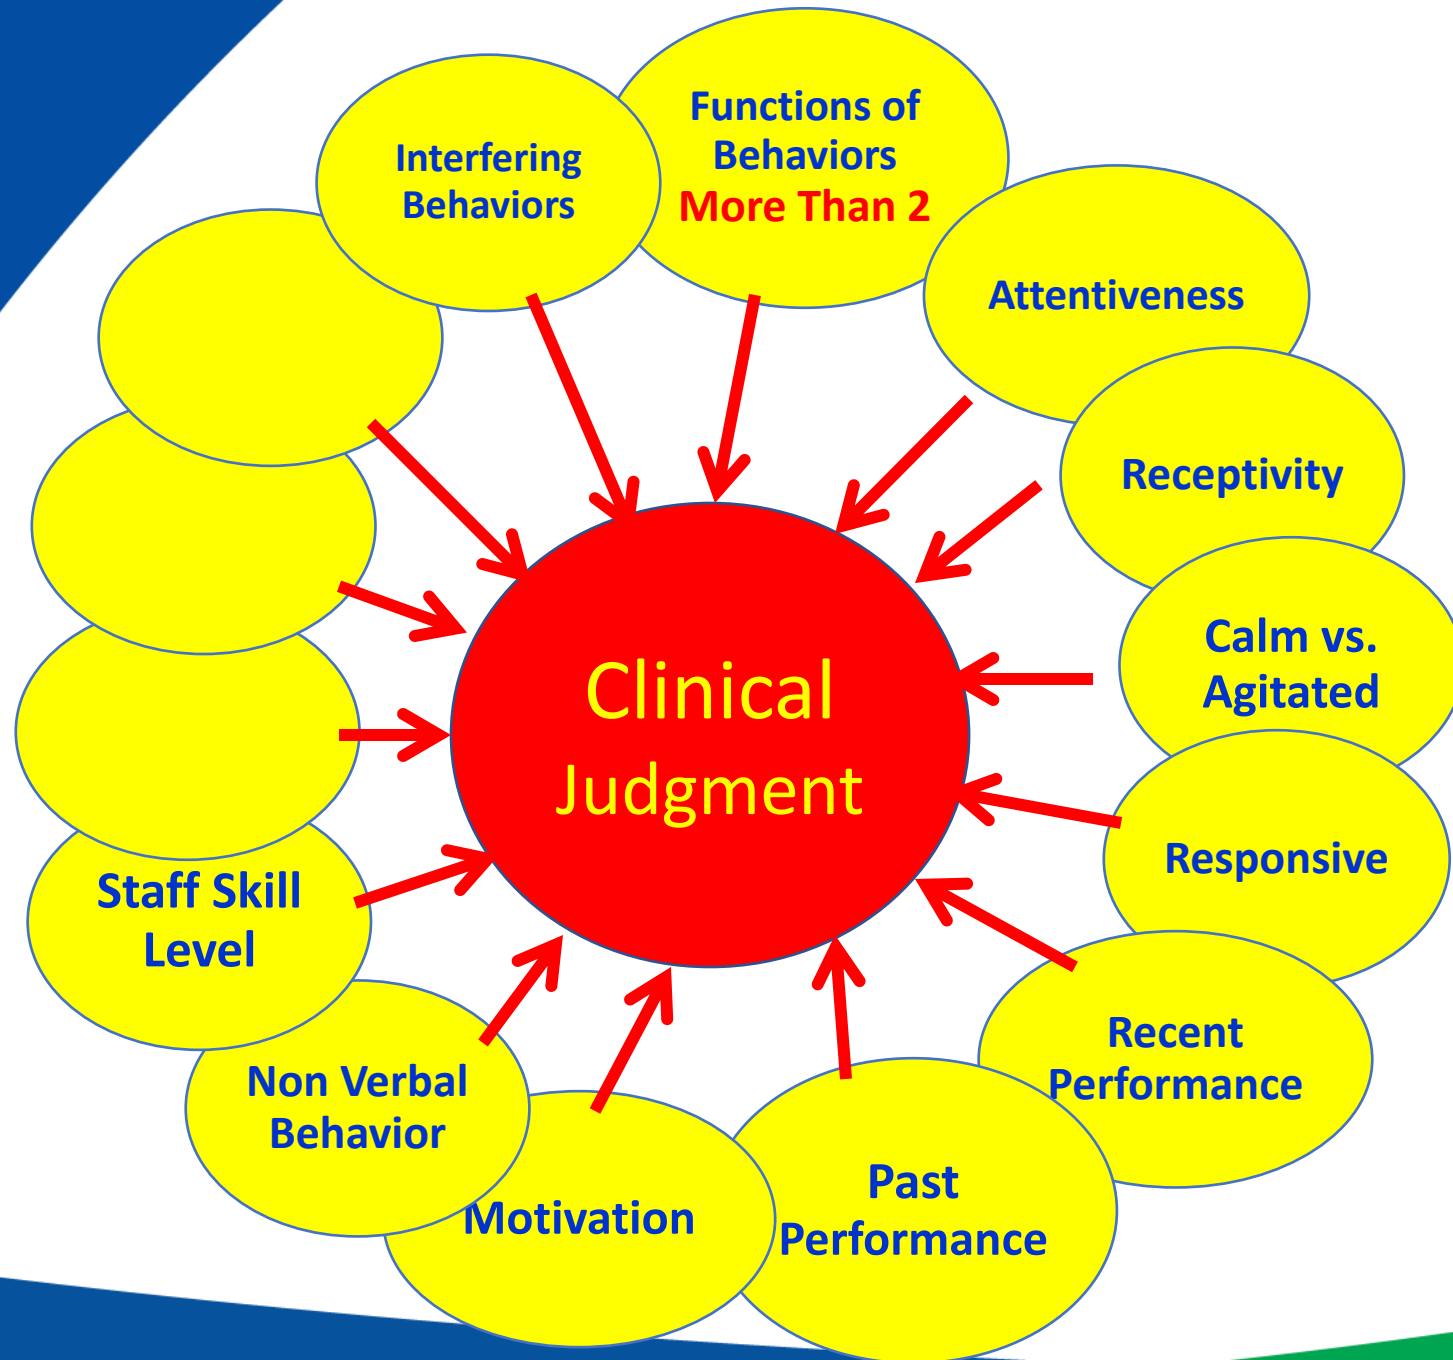 Functions of
Behaviors
More Than 2
Interfering
Behaviors
Attentiveness
Receptivity
Calm vs.
Agitated
Responsive
Recent
Performance
Past
Performance
Motivation
Non Verbal
Behavior
Staff Skill
Level
Clinical
Judgment